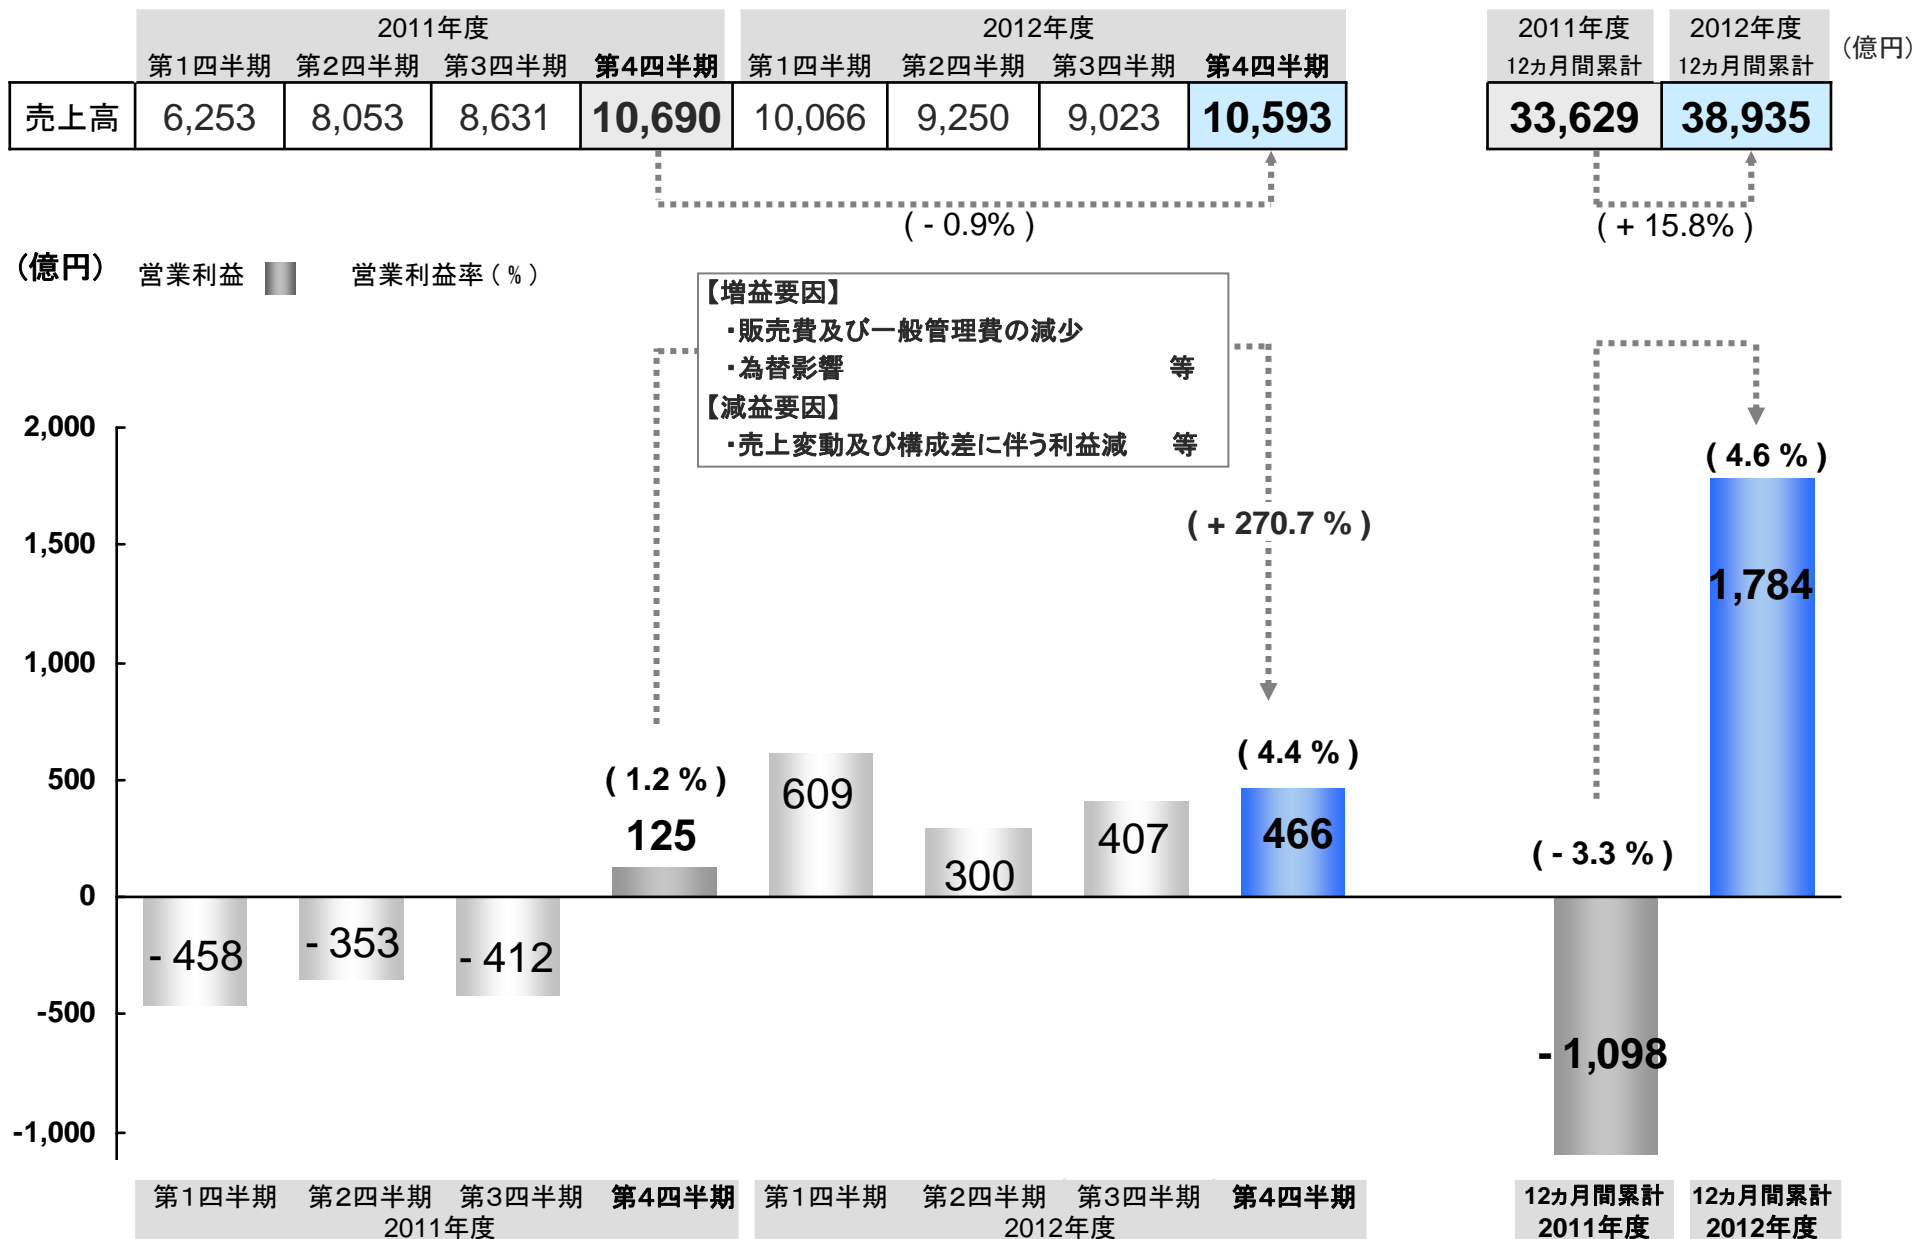 2011年度 2012年度 2011年度 2012年度 (億円)
第1四半期 第2四半期 第3四半期 第4四半期 第1四半期 第2四半期 第3四半期 第4四半期 12ヵ月間累計 12ヵ月間累計
売上高 6,253 8,053 8,631 10,690 10,066 9,250 9,023 10,593 33,629 38,935
( - 0.9% ) ( + 15.8% )
(億円) 営業利益 営業利益率(%)
【増益要因】
・販売費及び一般管理費の減少
・為替影響 等
【減益要因】
・売上変動及び構成差に伴う利益減 等
2,000
( 4.6 % )
( + 270.7 % )
1,500
1,784
1,000
( 4.4 % )
500 ( 1.2 % ) 609
125 407 466
( - 3.3 % )
300
0
- 458 - 353 - 412
-500
- 1,098
-1,000
第1四半期 第2四半期 第3四半期 第4四半期 第1四半期 第2四半期 第3四半期 第4四半期 12ヵ月間累計 12ヵ月間累計
2011年度 2012年度 2011年度 2012年度